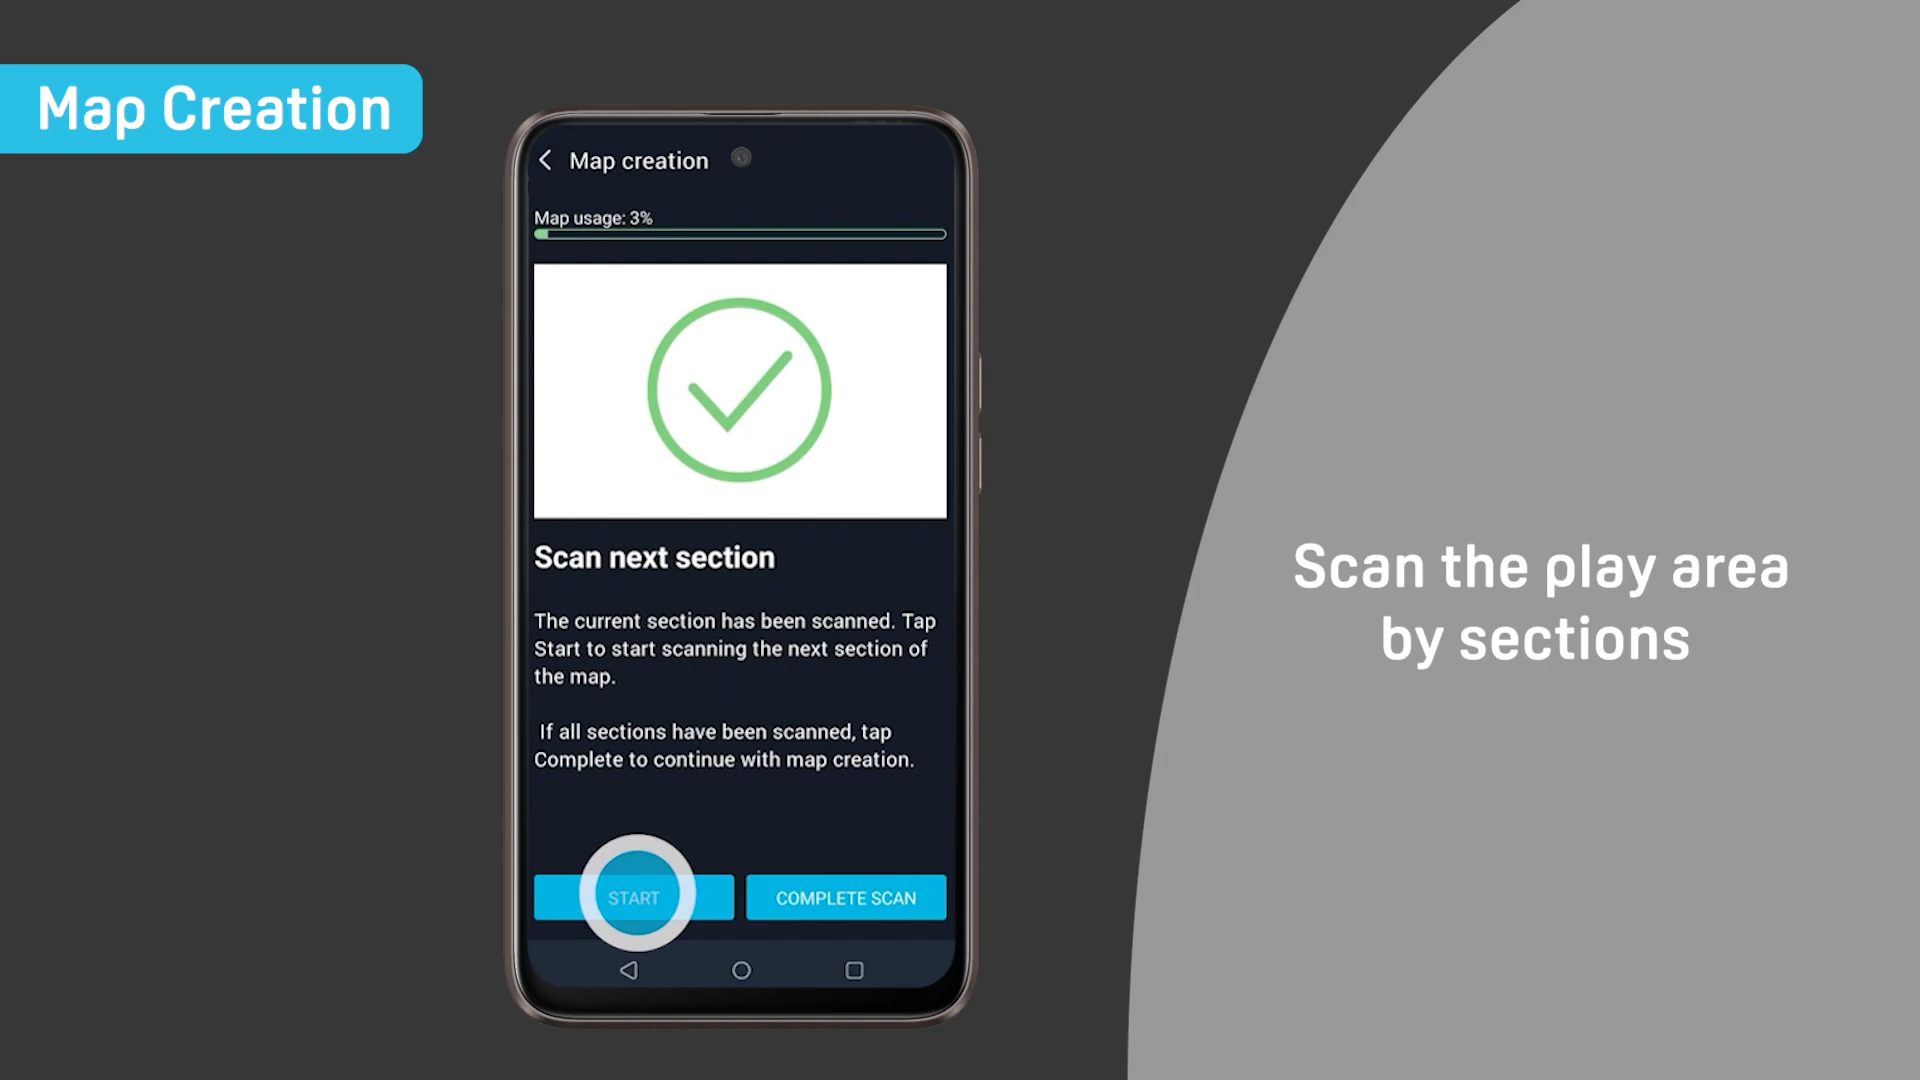 Map Creation
Map creation
Map usage: 3%
Scan next section
The current section has been scanned. Tap
Start to start scanning the next section of
the map.
If all sections have been scanned, tap
Complete to continue with map creation.
START
COMPLETE SCAN
Scan the play area
by sections